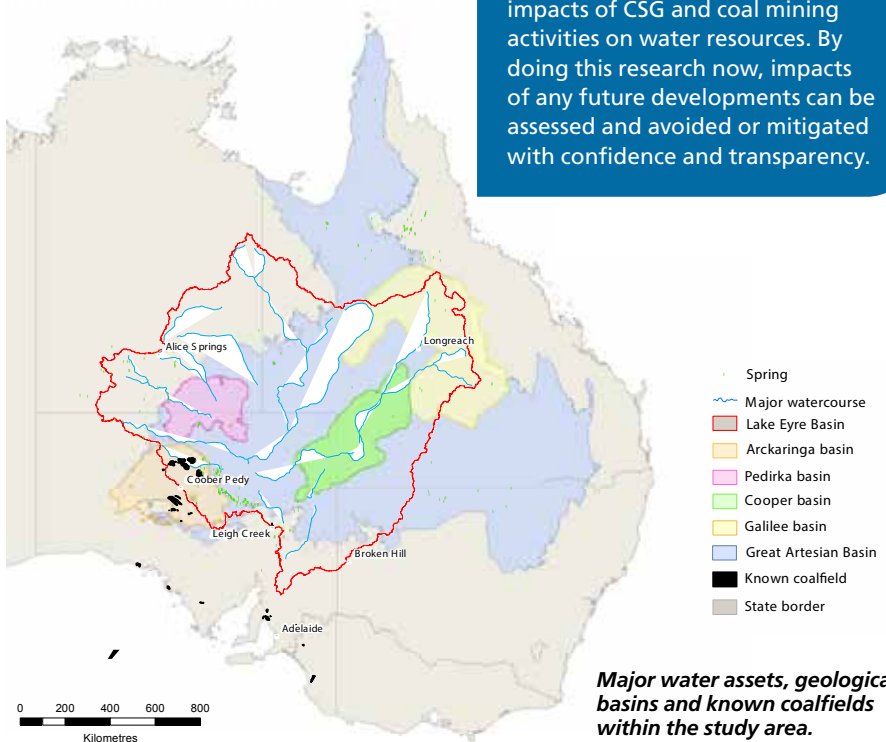 impacts of CSG and coal mining
activities on water resources. By
doing this research now, impacts
of any future developments can be
assessed and avoided or mitigated
with confidence and transparency.
Alice Springs
Longreach
Coober Pedy
Leigh Creek
Broken Hill
Adelaide
Spring
Major watercourse
Lake Eyre Basin
Arckaringa basin
Pedirka basin
Cooper basin
Galilee basin
Great Artesian Basin
Known coalfield
State border
0 200 400 600 800
Kilometres
Major water assets, geologica
basins and known coalfields
within the study area.